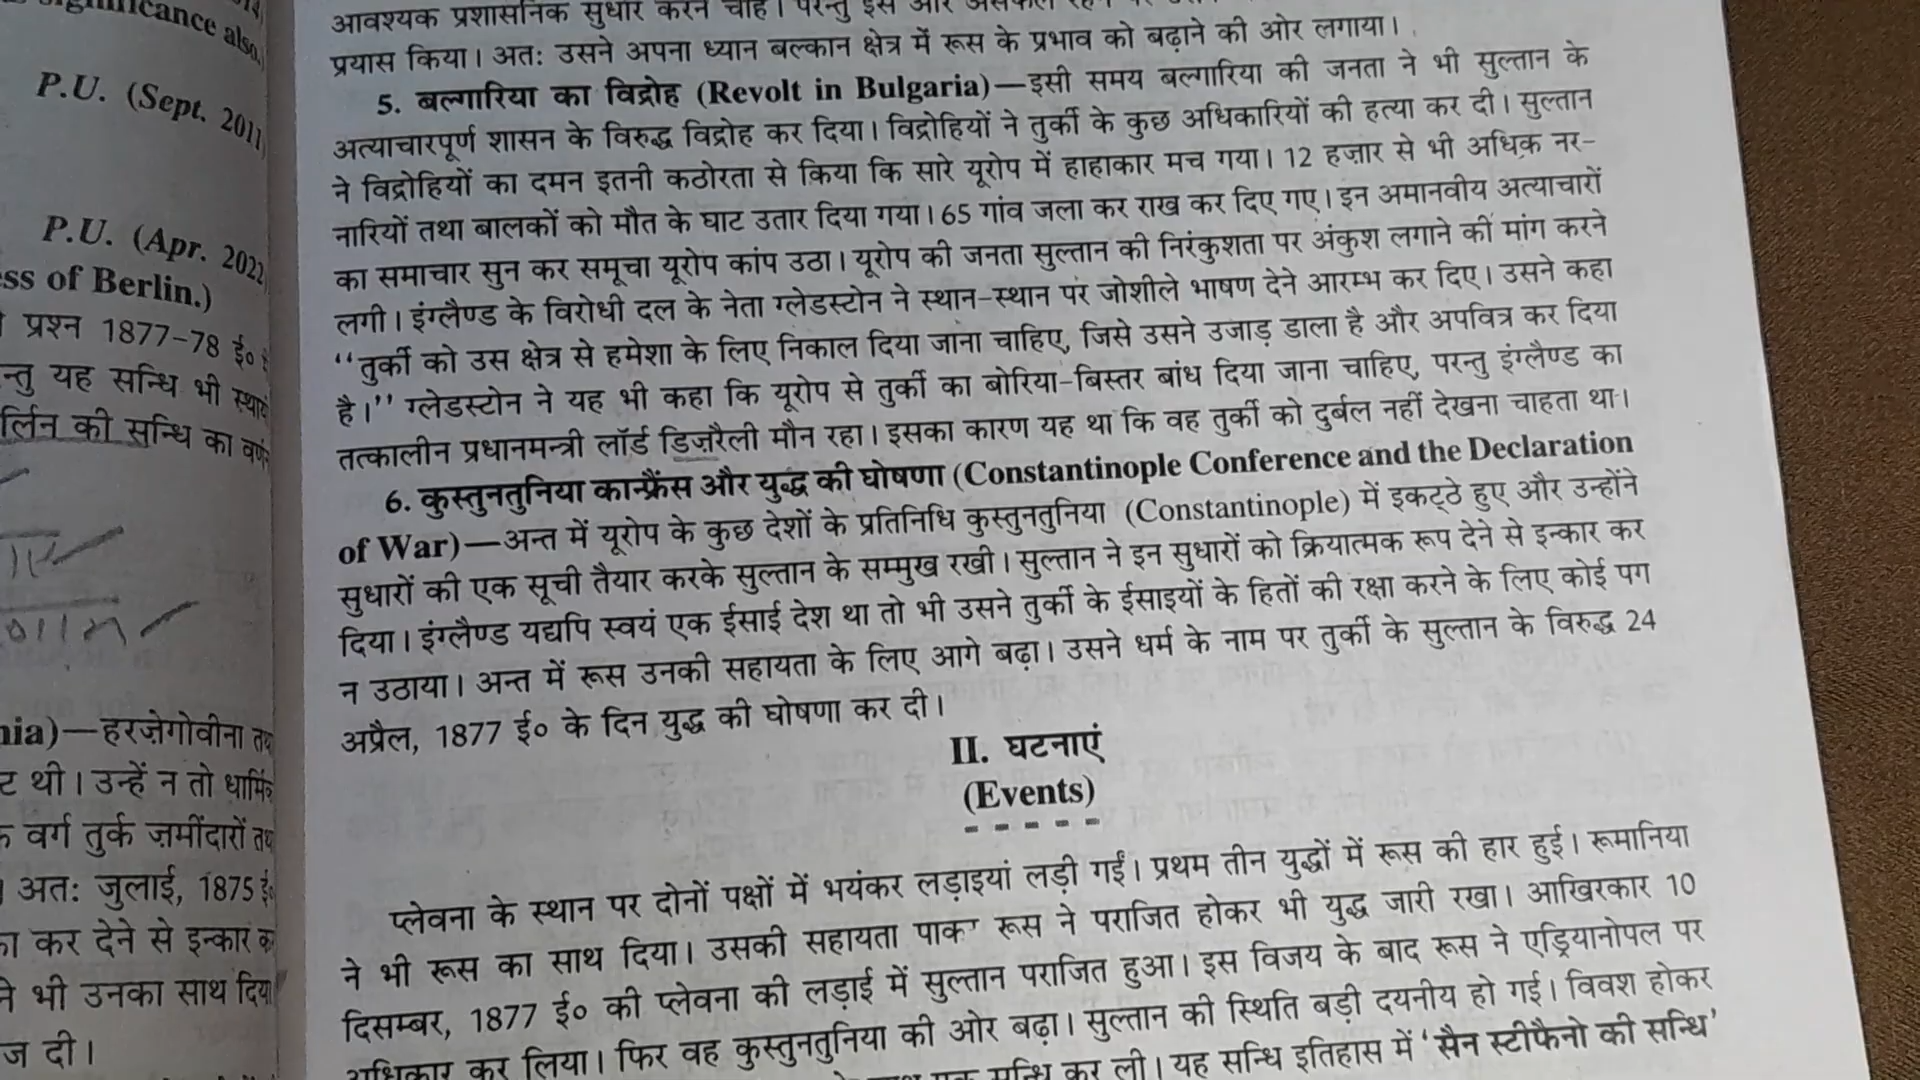 ificance also.
P.U. (Sept. 2011
P.U. (Apr. 2022
ss of Berlin.)
प्रश्न 1877-78 ई०
न्तु यह सन्धि भी
र्लिन की सन्धि का
nia)—हरज़ेगोवीना
ट थी। उन्हें न तो
वर्ग तुर्क ज़मींदारों
अतः जुलाई, 1875
कर देने से इन्कार
ने भी उनका साथ दिया
ज दी।
आवश्यक प्रशासनिक सुधार करने चाहे। परन्तु इस ओर असफल
प्रयास किया। अतः उसने अपना ध्यान बल्कान क्षेत्र में रूस के प्रभाव को बढ़ाने की ओर लगाया।
5. बल्गारिया का विद्रोह (Revolt in Bulgaria)—इसी समय बल्गारिया की जनता ने भी सुल्तान के
अत्याचारपूर्ण शासन के विरुद्ध विद्रोह कर दिया। विद्रोहियों ने तुर्की के कुछ अधिकारियों की हत्या कर दी। सुल्तान
ने विद्रोहियों का दमन इतनी कठोरता से किया कि सारे यूरोप में हाहाकार मच गया। 12 हज़ार से भी अधिक नर-
नारियों तथा बालकों को मौत के घाट उतार दिया गया। 65 गांव जला कर राख कर दिए गए। इन अमानवीय अत्याचारों
का समाचार सुन कर समूचा यूरोप कांप उठा। यूरोप की जनता सुल्तान की निरंकुशता पर अंकुश लगाने की मांग करने
लगी। इंग्लैण्ड के विरोधी दल के नेता ग्लेडस्टोन ने स्थान-स्थान पर जोशीले भाषण देने आरम्भ कर दिए। उसने कहा
‘‘तुर्की को उस क्षेत्र से हमेशा के लिए निकाल दिया जाना चाहिए, जिसे उसने उजाड़ डाला है और अपवित्र कर दिया
है।’’ ग्लेडस्टोन ने यह भी कहा कि यूरोप से तुर्की का बोरिया-बिस्तर बांध दिया जाना चाहिए, परन्तु इंग्लैण्ड का
तत्कालीन प्रधानमन्त्री लॉर्ड डिज़रैली मौन रहा। इसका कारण यह था कि वह तुर्की को दुर्बल नहीं देखना चाहता था।
6. कुस्तुनतुनिया कान्फ्रैंस और युद्ध की घोषणा (Constantinople Conference and the Declaration
of War)—अन्त में यूरोप के कुछ देशों के प्रतिनिधि कुस्तुनतुनिया (Constantinople) में इकट्ठे हुए और उन्होंने
सुधारों की एक सूची तैयार करके सुल्तान के सम्मुख रखी। सुल्तान ने इन सुधारों को क्रियात्मक रूप देने से इन्कार कर
दिया। इंग्लैण्ड यद्यपि स्वयं एक ईसाई देश था तो भी उसने तुर्की के ईसाइयों के हितों की रक्षा करने के लिए कोई पग
न उठाया। अन्त में रूस उनकी सहायता के लिए आगे बढ़ा। उसने धर्म के नाम पर तुर्की के सुल्तान के विरुद्ध 24
अप्रैल, 1877 ई० के दिन युद्ध की घोषणा कर दी।
II. घटनाएं
(Events)
प्लेवना के स्थान पर दोनों पक्षों में भयंकर लड़ाइयां लड़ी गईं। प्रथम तीन युद्धों में रूस की हार हुई। रूमानिया
ने भी रूस का साथ दिया। उसकी सहायता पाकर रूस ने पराजित होकर भी युद्ध जारी रखा। आखिरकार 10
दिसम्बर, 1877 ई० की प्लेवना की लड़ाई में सुल्तान पराजित हुआ। इस विजय के बाद रूस ने एड्रियानोपल पर
अधिकार कर लिया। फिर वह कुस्तुनतुनिया की ओर बढ़ा। सुल्तान की स्थिति बड़ी दयनीय हो गई। विवश होकर
सन्धि कर ली। यह सन्धि इतिहास में ‘सैन स्टीफैनो की सन्धि’